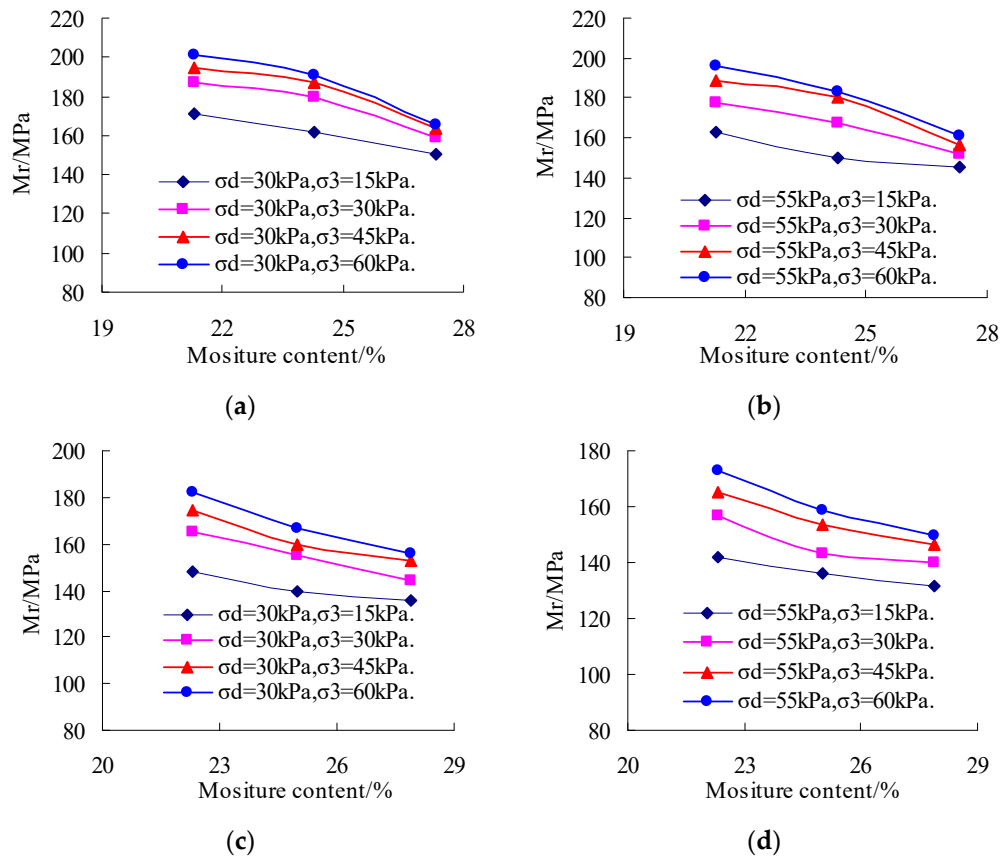 220
200
180
160
140
120
100
80
Mr/MPa
σd=30kPa,σ3=15kPa.
σd=30kPa,σ3=30kPa.
σd=30kPa,σ3=45kPa.
σd=30kPa,σ3=60kPa.
19 22 25 28
Mositure content/%
(a)
220
200
180
160
140
120
100
80
Mr/MPa
σd=55kPa,σ3=15kPa.
σd=55kPa,σ3=30kPa.
σd=55kPa,σ3=45kPa.
σd=55kPa,σ3=60kPa.
19 22 25 28
Mositure content/%
(b)
200
180
160
140
120
100
80
Mr/MPa
σd=30kPa,σ3=15kPa.
σd=30kPa,σ3=30kPa.
σd=30kPa,σ3=45kPa.
σd=30kPa,σ3=60kPa.
20 23 26 29
Mositure content/%
(c)
180
160
140
120
100
80
Mr/MPa
σd=55kPa,σ3=15kPa.
σd=55kPa,σ3=30kPa.
σd=55kPa,σ3=45kPa.
σd=55kPa,σ3=60kPa.
20 23 26 29
Mositure content/%
(d)